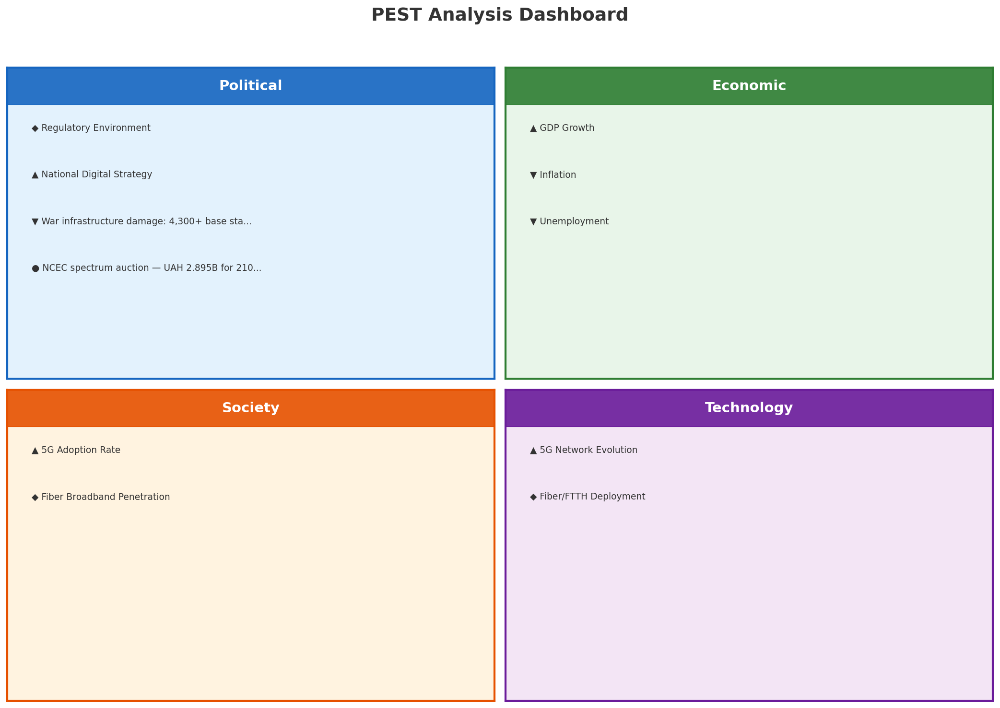 PEST Analysis Dashboard
Political
◆ Regulatory Environment
▲ National Digital Strategy
▼ War infrastructure damage: 4,300+ base sta...
● NCEC spectrum auction — UAH 2.895B for 210...
Economic
▲ GDP Growth
▼ Inflation
▼ Unemployment
Society
▲ 5G Adoption Rate
◆ Fiber Broadband Penetration
Technology
▲ 5G Network Evolution
◆ Fiber/FTTH Deployment